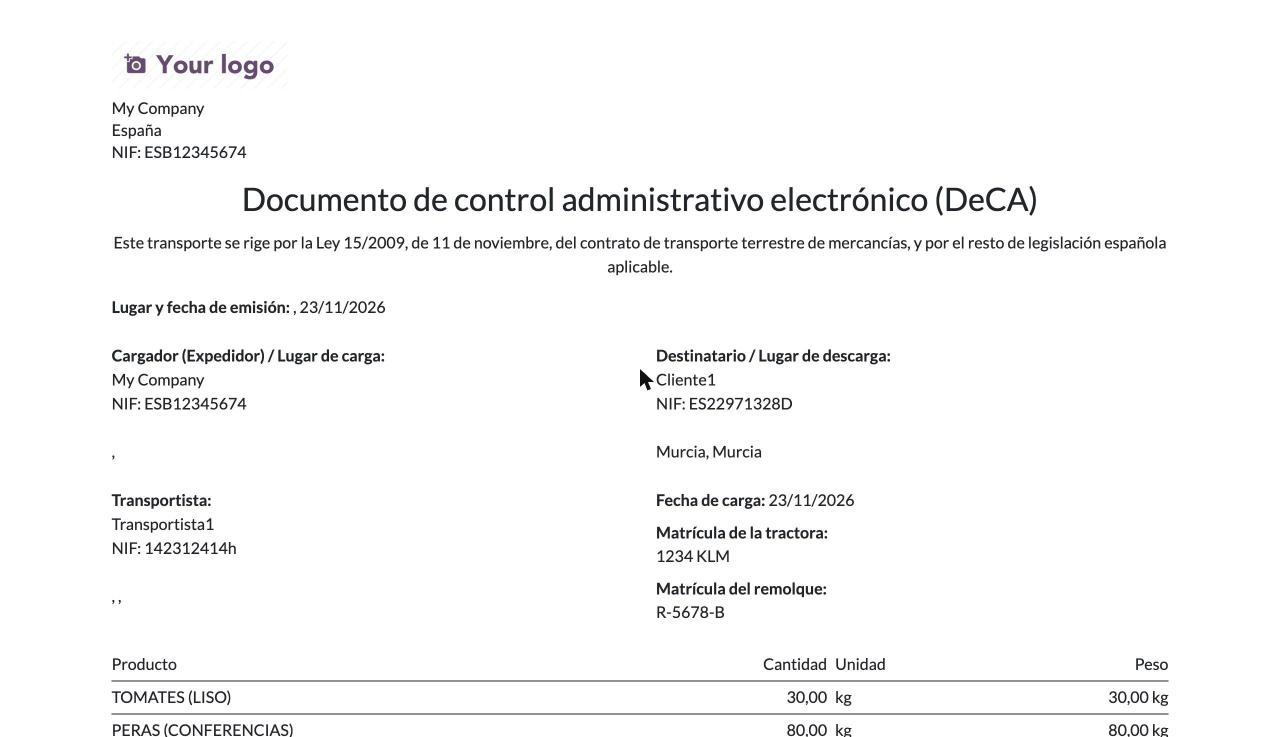 Your logo
My Company
España
NIF: ESB12345674
Documento de control administrativo electrónico (DeCA)
Este transporte se rige por la Ley 15/2009, de 11 de noviembre, del contrato de transporte terrestre de mercancías, y por el resto de legislación española
aplicable.
Lugar y fecha de emisión: , 23/11/2026
Cargador (Expedidor) / Lugar de carga:
My Company
NIF: ESB12345674
,
Destinatario / Lugar de descarga:
Cliente1
NIF: ES22971328D
Murcia, Murcia
Transportista:
Transportista1
NIF: 142312414h
, ,
Fecha de carga: 23/11/2026
Matrícula de la tractora:
1234 KLM
Matrícula del remolque:
R-5678-B
Producto Cantidad Unidad Peso
TOMATES (LISO) 30,00 kg 30,00 kg
PERAS (CONFERENCIAS) 80,00 kg 80,00 kg